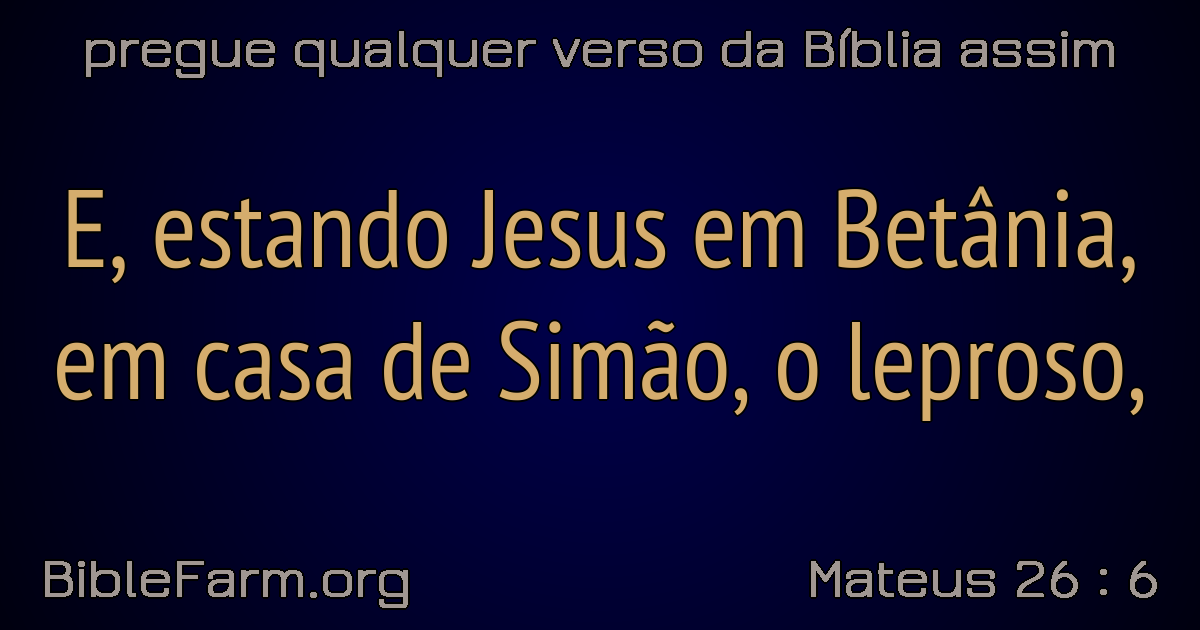 pregue qualquer verso da Bíblia assim
E, estando Jesus em Betânia,
em casa de Simão, o leproso,
BibleFarm.org
Mateus 26 : 6